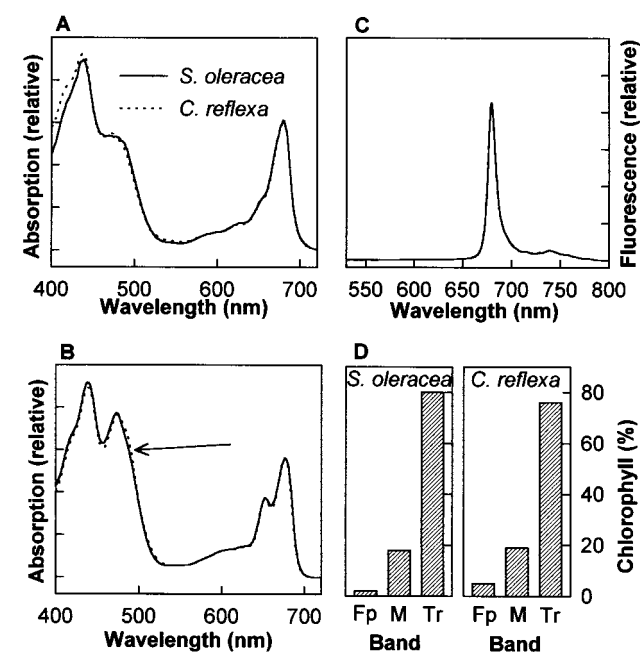 A
Absorption (relative)
S. oleracea
C. reflexa
400 500 600 700
Wavelength (nm)
C
Fluorescence (relative)
550 600 650 700 750 800
Wavelength (nm)
B
Absorption (relative)
400 500 600 700
Wavelength (nm)
D
S. oleracea C. reflexa
80
60
40
20
0
Chlorophyll (%)
Fp M Tr Fp M Tr
Band Band